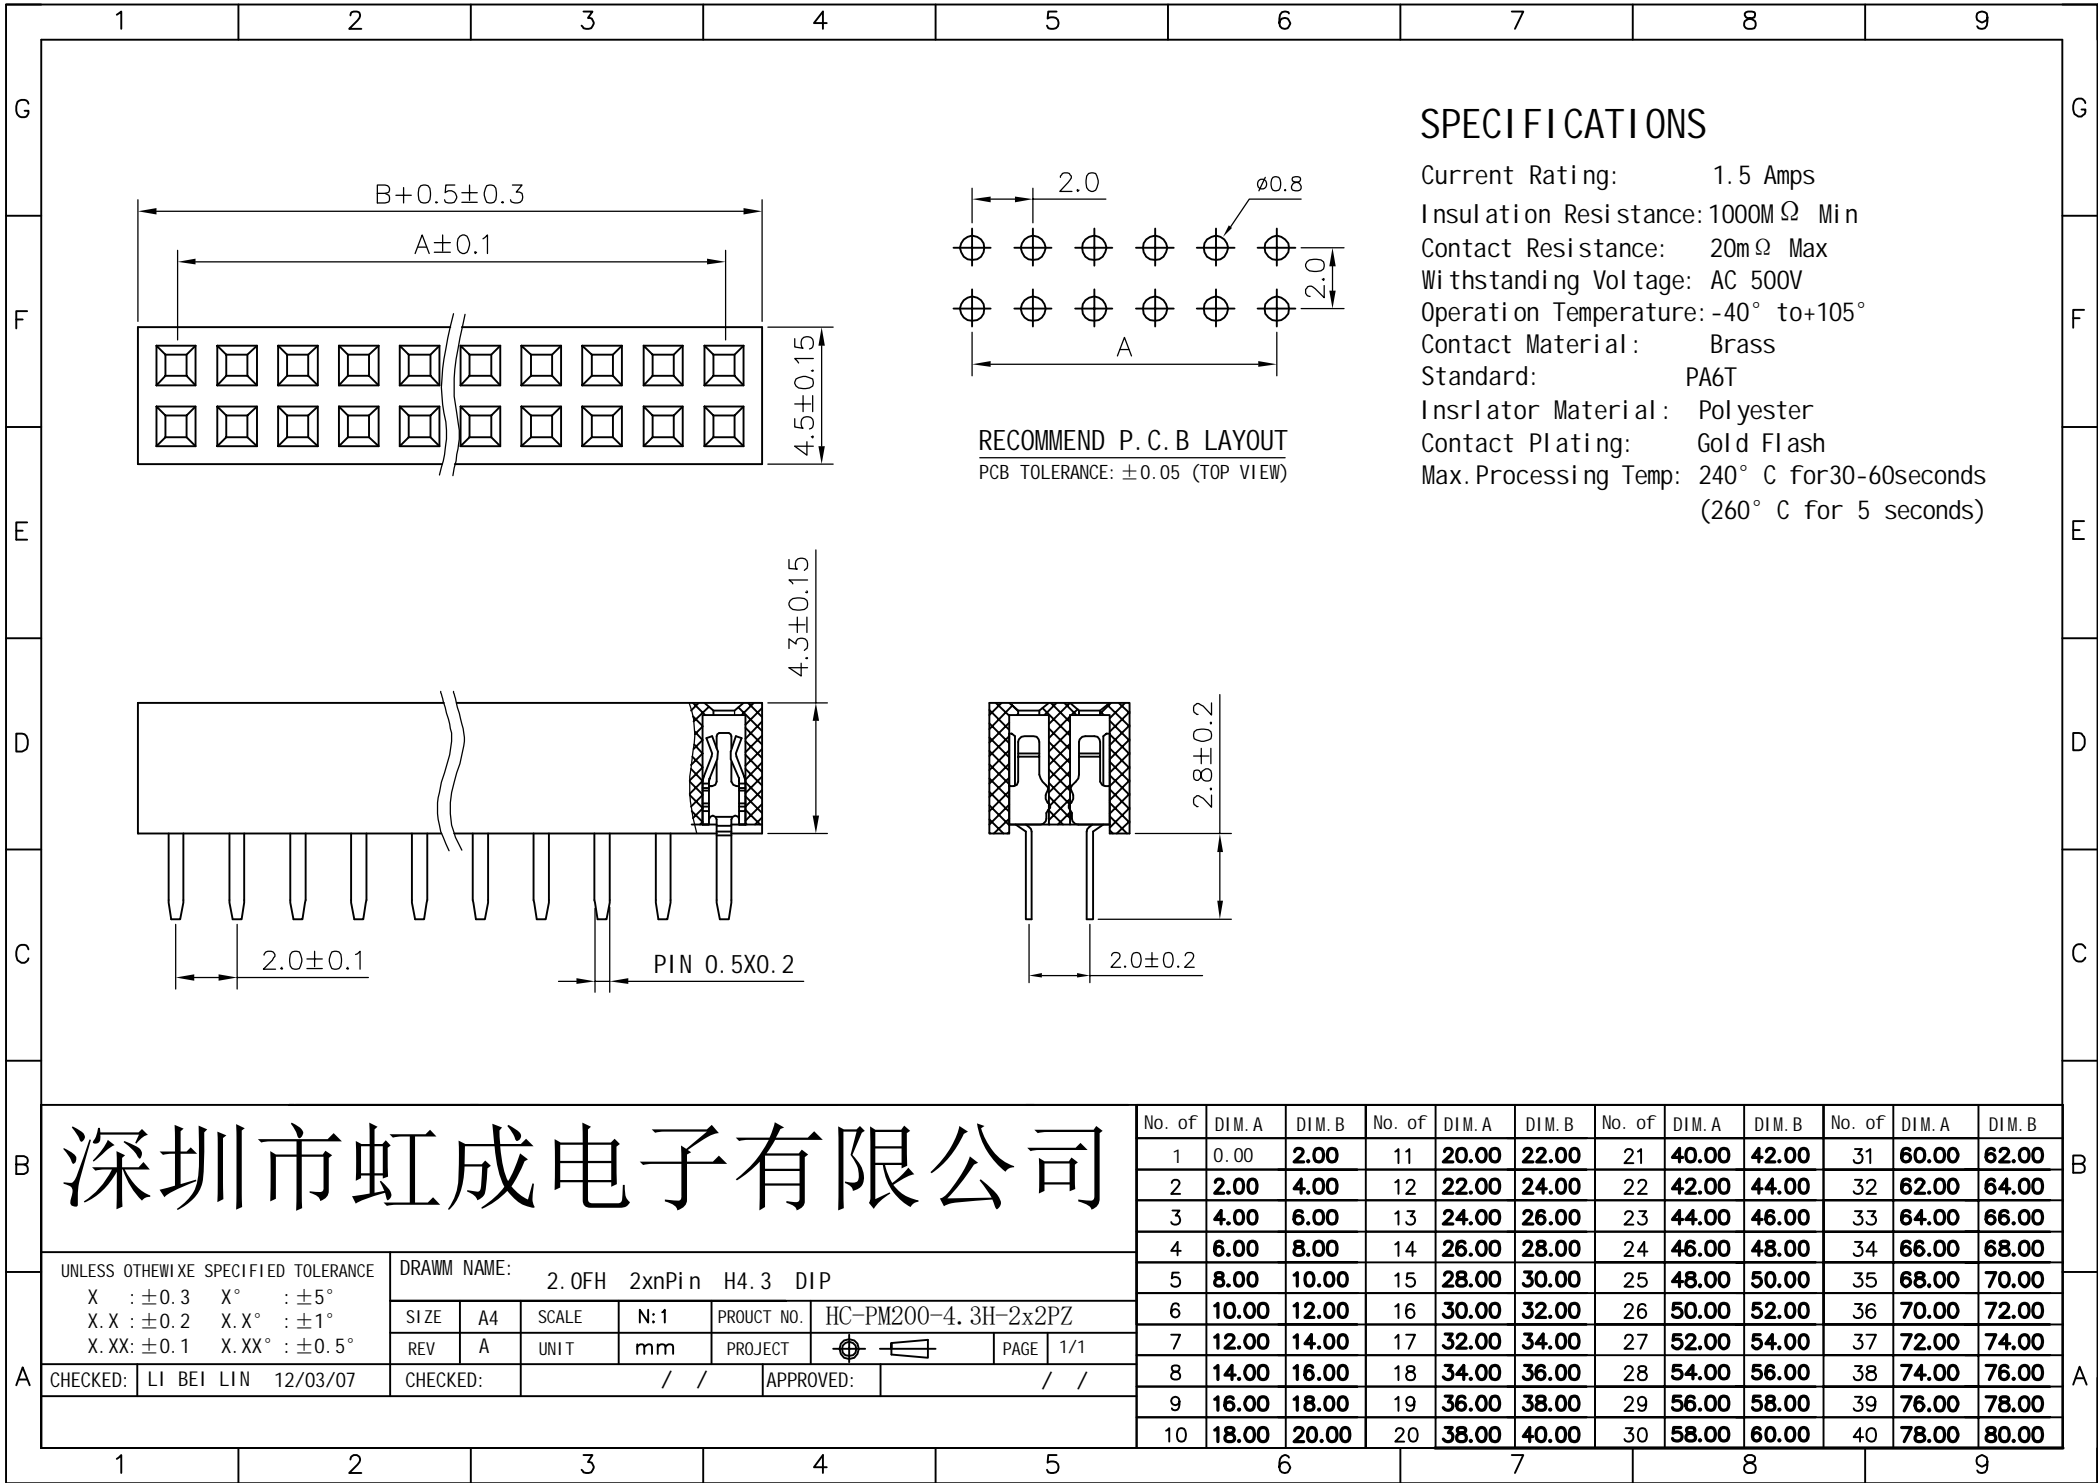 1 2 3 4 5 6 7 8 9
G G
F F
E E
D D
C C
B B
A A
B+0.5±0.3
A±0.1
4.5±0.15
2.0
ø0.8
2.0
A
RECOMMEND P.C.B LAYOUT
PCB TOLERANCE: ±0.05 (TOP VIEW)
SPECIFICATIONS
Current Rating: 1.5 Amps
Insulation Resistance: 1000MΩ Min
Contact Resistance: 20mΩ Max
Withstanding Voltage: AC 500V
Operation Temperature: -40° to+105°
Contact Material: Brass
Standard: PA6T
Insrlator Material: Polyester
Contact Plating: Gold Flash
Max.Processing Temp: 240° C for30-60seconds
(260° C for 5 seconds)
4.3±0.15
2.0±0.1
PIN 0.5X0.2
2.8±0.2
2.0±0.2
深圳市虹成电子有限公司
UNLESS OTHEWIXE SPECIFIED TOLERANCE
X :±0.3 X° :±5°
X.X :±0.2 X.X° :±1°
X.XX:±0.1 X.XX° :±0.5°
DRAWM NAME: 2.0FH 2xnPin H4.3 DIP
SIZE A4 SCALE N:1 PROUCT NO. HC-PM200-4.3H-2x2PZ
REV A UNIT mm PROJECT PAGE 1/1
CHECKED: LI BEI LIN 12/03/07 CHECKED: / / APPROVED: / /
No. of DIM.A DIM.B No. of DIM.A DIM.B No. of DIM.A DIM.B No. of DIM.A DIM.B
1 0.00 2.00 11 20.00 22.00 21 40.00 42.00 31 60.00 62.00
2 2.00 4.00 12 22.00 24.00 22 42.00 44.00 32 62.00 64.00
3 4.00 6.00 13 24.00 26.00 23 44.00 46.00 33 64.00 66.00
4 6.00 8.00 14 26.00 28.00 24 46.00 48.00 34 66.00 68.00
5 8.00 10.00 15 28.00 30.00 25 48.00 50.00 35 68.00 70.00
6 10.00 12.00 16 30.00 32.00 26 50.00 52.00 36 70.00 72.00
7 12.00 14.00 17 32.00 34.00 27 52.00 54.00 37 72.00 74.00
8 14.00 16.00 18 34.00 36.00 28 54.00 56.00 38 74.00 76.00
9 16.00 18.00 19 36.00 38.00 29 56.00 58.00 39 76.00 78.00
10 18.00 20.00 20 38.00 40.00 30 58.00 60.00 40 78.00 80.00
1 2 3 4 5 6 7 8 9